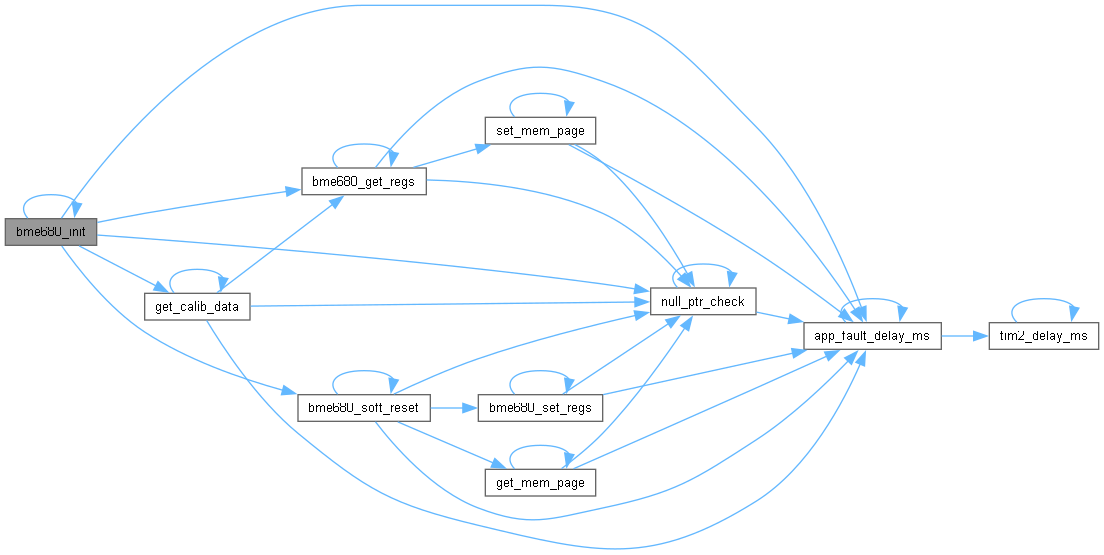 set_mem_page
bme680_get_regs
bme680_init
get_calib_data
null_ptr_check
app_fault_delay_ms
tim2_delay_ms
bme680_soft_reset
bme680_set_regs
get_mem_page